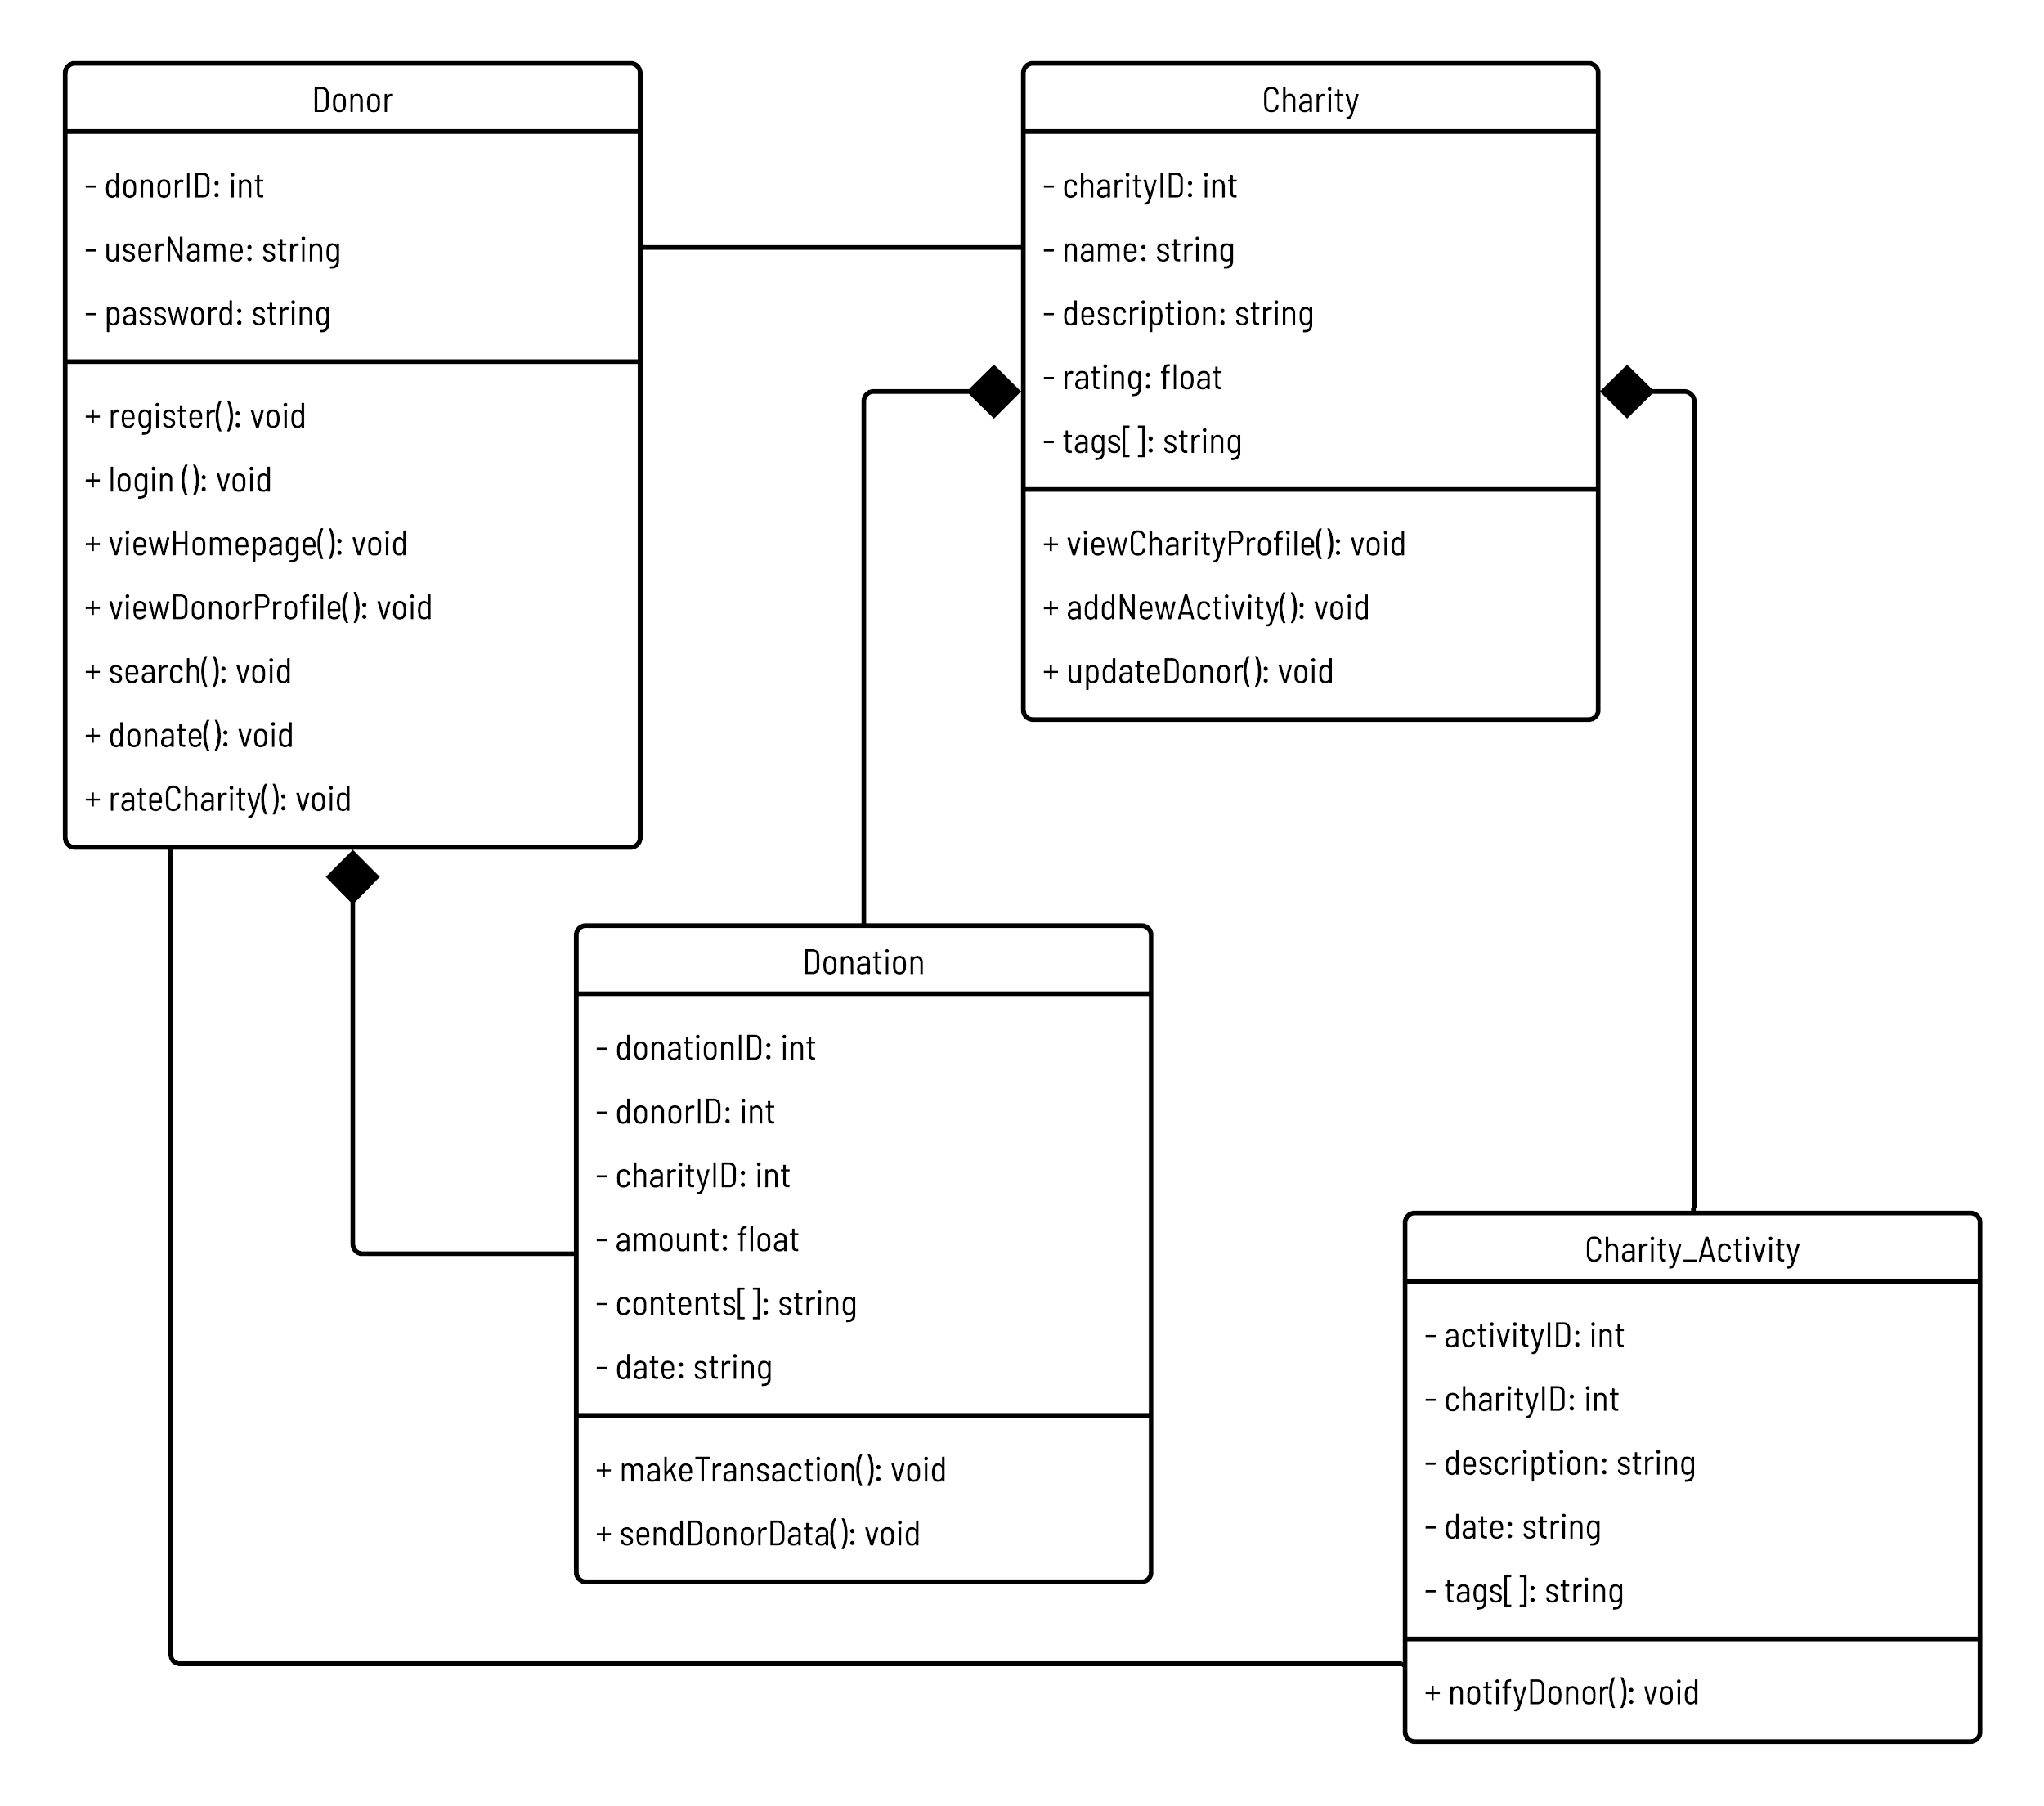 Donor
- donorID: int
- userName: string
- password: string
+ register(): void
+ login (): void
+ viewHomepage(): void
+ viewDonorProfile(): void
+ search(): void
+ donate(): void
+ rateCharity(): void
Charity
- charityID: int
- name: string
- description: string
- rating: float
- tags[ ]: string
+ viewCharityProfile(): void
+ addNewActivity(): void
+ updateDonor(): void
Donation
- donationID: int
- donorID: int
- charityID: int
- amount: float
- contents[ ]: string
- date: string
+ makeTransaction(): void
+ sendDonorData(): void
Charity_Activity
- activityID: int
- charityID: int
- description: string
- date: string
- tags[ ]: string
+ notifyDonor(): void